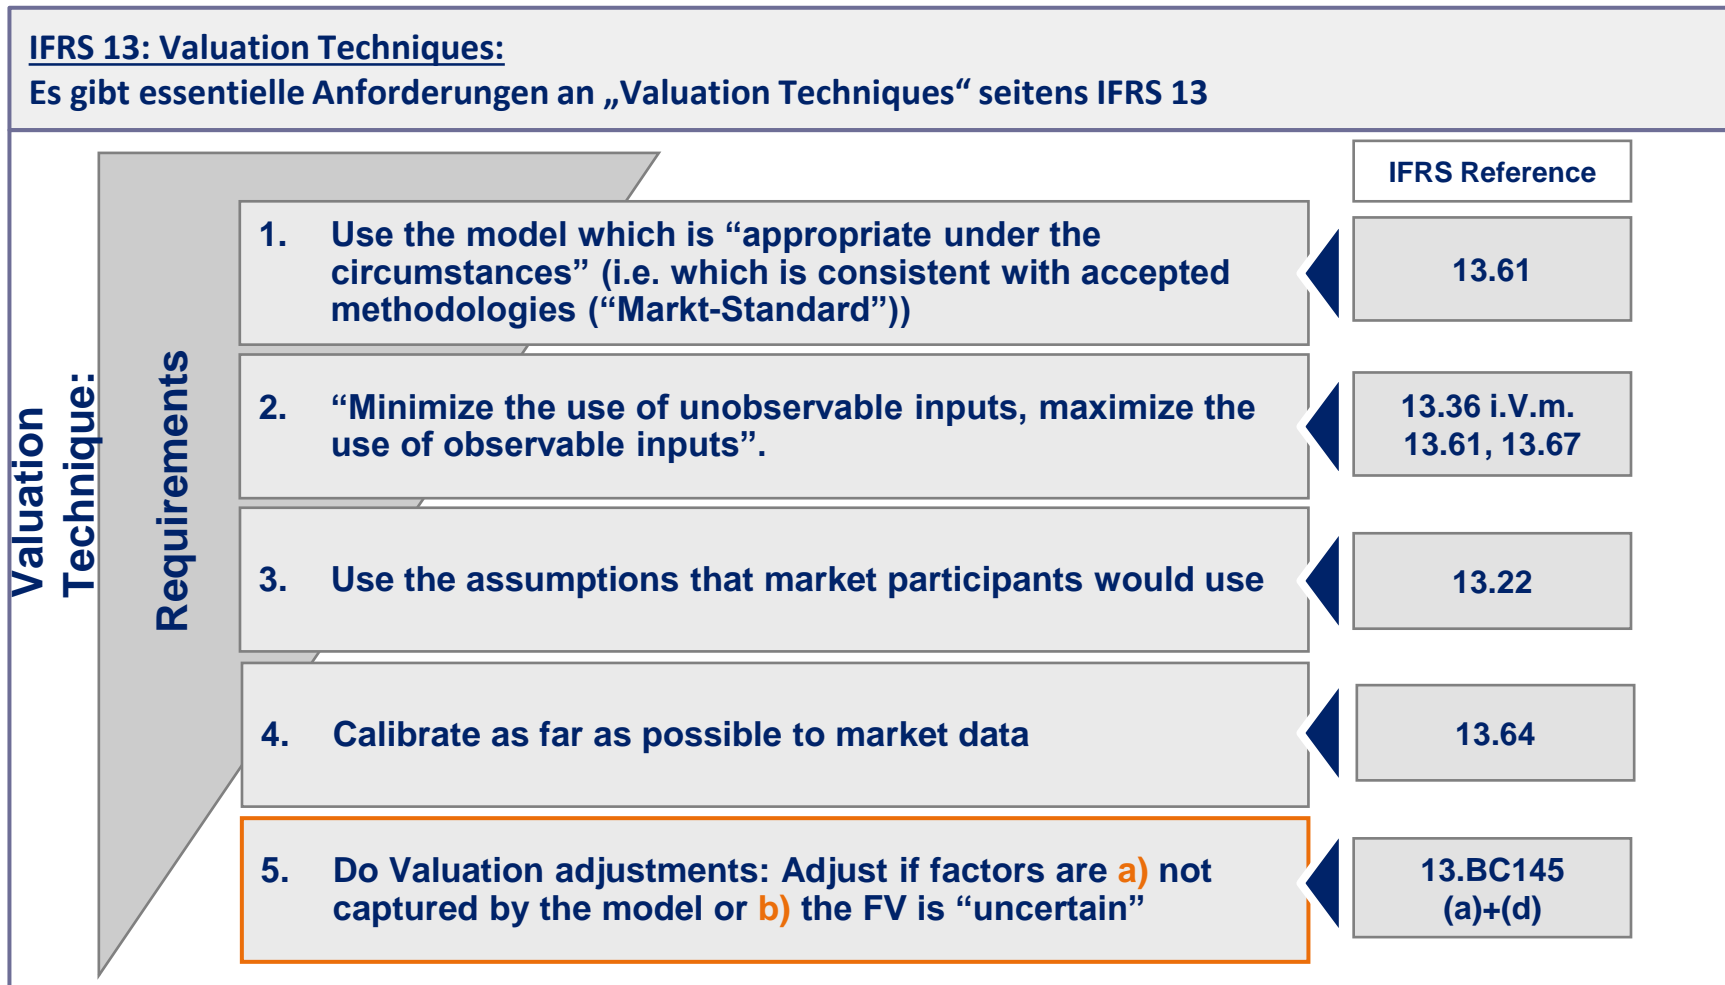 IFRS 13: Valuation Techniques:
Es gibt essentielle Anforderungen an „Valuation Techniques“ seitens IFRS 13
Valuation
Technique:
Requirements
IFRS Reference
1. Use the model which is “appropriate under the
circumstances” (i.e. which is consistent with accepted
methodologies (“Markt-Standard”))
13.61
2. “Minimize the use of unobservable inputs, maximize the
use of observable inputs”.
13.36 i.V.m.
13.61, 13.67
3. Use the assumptions that market participants would use
13.22
4. Calibrate as far as possible to market data
13.64
5. Do Valuation adjustments: Adjust if factors are a) not
captured by the model or b) the FV is “uncertain”
13.BC145
(a)+(d)